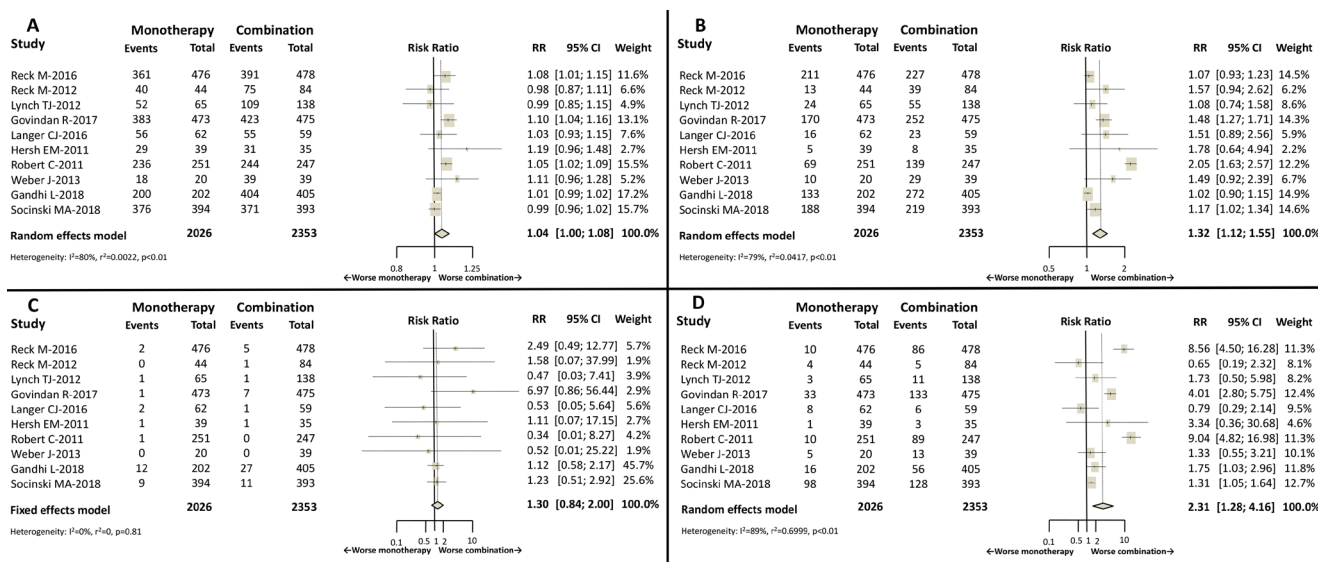 A
Monotherapy Combination
Study Events Total Events Total Risk Ratio RR 95% CI Weight
Reck M-2016 361 476 391 478 1.08 [1.01; 1.15] 11.6%
Reck M-2012 40 44 75 84 0.98 [0.87; 1.11] 6.6%
Lynch TJ-2012 52 65 109 138 0.99 [0.85; 1.15] 4.9%
Govindan R-2017 383 473 423 475 1.10 [1.04; 1.16] 13.1%
Langer CJ-2016 56 62 55 59 1.03 [0.93; 1.15] 7.6%
Hersh EM-2011 29 39 31 35 1.19 [0.96; 1.48] 2.7%
Robert C-2011 236 251 244 247 1.05 [1.02; 1.09] 15.5%
Weber J-2013 18 20 39 39 1.11 [0.96; 1.28] 5.2%
Gandhi L-2018 200 202 404 405 1.01 [0.99; 1.02] 17.2%
Socinski MA-2018 376 394 371 393 0.99 [0.96; 1.02] 15.7%
Random effects model 2026 2353 1.04 [1.00; 1.08] 100.0%
Heterogeneity: I²=80%, r²=0.0022, p<0.01
0.8 1 1.25
←Worse monotherapy Worse combination→
B
Monotherapy Combination
Study Events Total Events Total Risk Ratio RR 95% CI Weight
Reck M-2016 211 476 227 478 1.07 [0.93; 1.23] 14.5%
Reck M-2012 13 44 39 84 1.57 [0.94; 2.62] 6.2%
Lynch TJ-2012 24 65 55 138 1.08 [0.74; 1.58] 8.6%
Govindan R-2017 170 473 252 475 1.48 [1.27; 1.71] 14.3%
Langer CJ-2016 16 62 23 59 1.51 [0.89; 2.56] 5.9%
Hersh EM-2011 5 39 8 35 1.78 [0.64; 4.94] 2.1%
Robert C-2011 69 251 139 247 2.05 [1.63; 2.57] 12.2%
Weber J-2013 10 20 29 39 1.49 [0.92; 2.39] 6.7%
Gandhi L-2018 133 202 272 405 1.02 [0.90; 1.15] 14.9%
Socinski MA-2018 188 394 219 393 1.17 [1.02; 1.34] 14.6%
Random effects model 2026 2353 1.32 [1.12; 1.55] 100.0%
Heterogeneity: I²=79%, r²=0.0417, p<0.01
0.5 1 2
←Worse monotherapy Worse combination→
C
Monotherapy Combination
Study Events Total Events Total Risk Ratio RR 95% CI Weight
Reck M-2016 2 476 5 478 2.49 [0.49; 12.77] 5.7%
Reck M-2012 0 44 1 84 1.58 [0.07; 37.99] 1.9%
Lynch TJ-2012 1 65 1 138 0.47 [0.03; 7.41] 3.9%
Govindan R-2017 1 473 7 475 6.97 [0.86; 56.44] 2.9%
Langer CJ-2016 2 62 1 59 0.53 [0.05; 5.64] 5.6%
Hersh EM-2011 1 39 1 35 1.11 [0.07; 17.15] 2.7%
Robert C-2011 1 251 0 247 0.34 [0.01; 8.27] 4.2%
Weber J-2013 0 20 0 39 0.52 [0.01; 25.22] 1.9%
Gandhi L-2018 12 202 27 405 1.12 [0.58; 2.17] 45.7%
Socinski MA-2018 9 394 11 393 1.23 [0.51; 2.92] 25.6%
Fixed effects model 2026 2353 1.30 [0.84; 2.00] 100.0%
Heterogeneity: I²=0%, r²=0, p=0.81
0.1 0.5 1 2 10
←Worse monotherapy Worse combination→
D
Monotherapy Combination
Study Events Total Events Total Risk Ratio RR 95% CI Weight
Reck M-2016 10 476 86 478 8.56 [4.50; 16.28] 11.3%
Reck M-2012 4 44 5 84 0.65 [0.19; 2.32] 8.1%
Lynch TJ-2012 3 65 11 138 1.73 [0.50; 5.98] 8.2%
Govindan R-2017 33 473 133 475 4.01 [2.80; 5.75] 12.4%
Langer CJ-2016 8 62 6 59 0.79 [0.29; 2.14] 9.5%
Hersh EM-2011 1 39 3 35 3.34 [0.36; 30.68] 4.6%
Robert C-2011 10 251 89 247 9.04 [4.82; 16.98] 11.3%
Weber J-2013 5 20 13 39 1.33 [0.55; 3.21] 10.1%
Gandhi L-2018 16 202 56 405 1.75 [1.03; 2.96] 11.8%
Socinski MA-2018 98 394 128 393 1.31 [1.05; 1.64] 12.7%
Random effects model 2026 2353 2.31 [1.28; 4.16] 100.0%
Heterogeneity: I²=89%, r²=0.6999, p<0.01
0.1 0.5 1 2 10
←Worse monotherapy Worse combination→